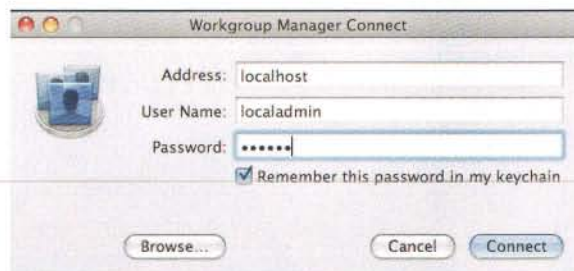 Workgroup Manager Connect
Address: localhost
User Name: localadmin
Password: ••••••
Remember this password in my keychain
Browse... Cancel Connect